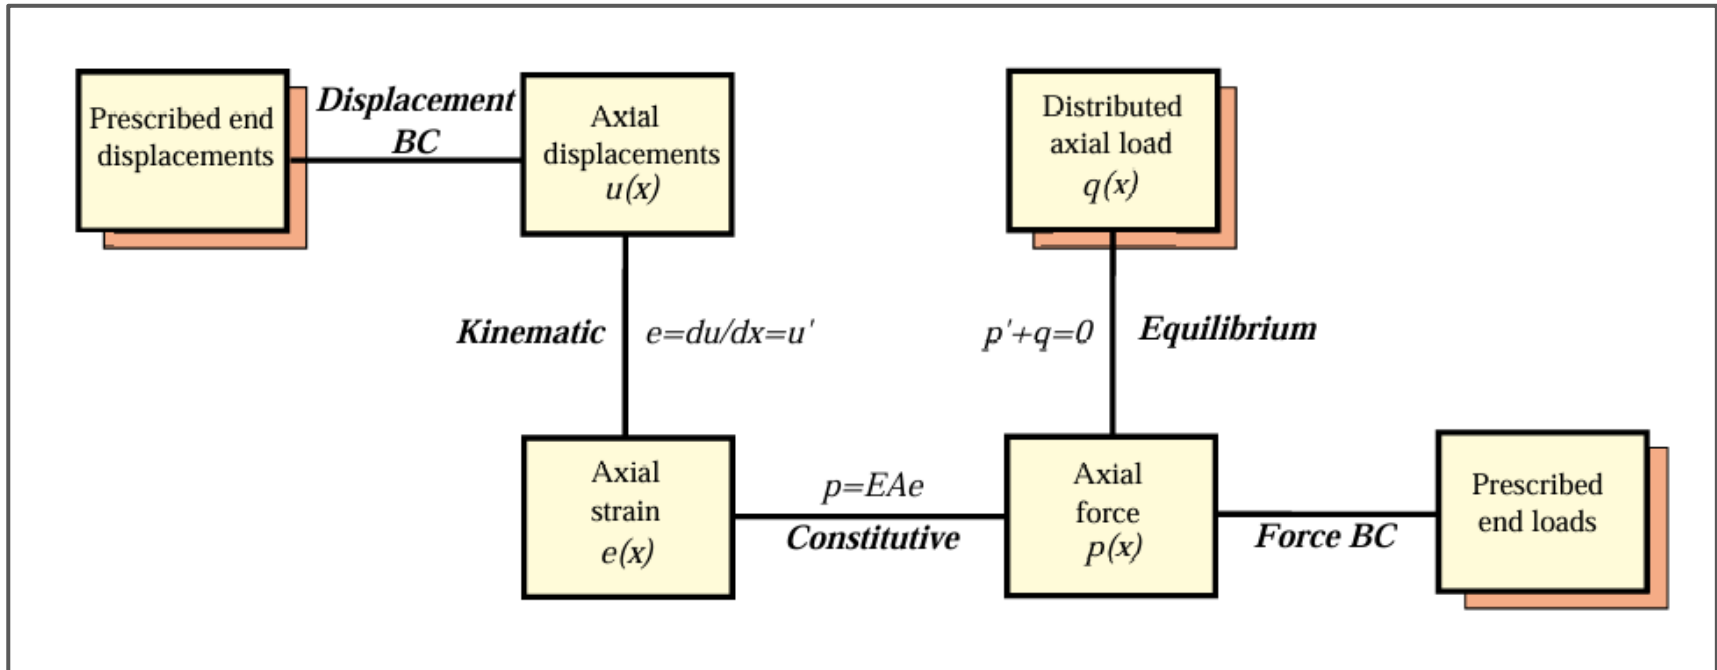 Prescribed end
displacements
Displacement
BC
Axial
displacements
u(x)
Distributed
axial load
q(x)
Kinematic
e=du/dx=u'
p'+q=0
Equilibrium
Axial
strain
e(x)
p=EAe
Constitutive
Axial
force
p(x)
Force BC
Prescribed
end loads